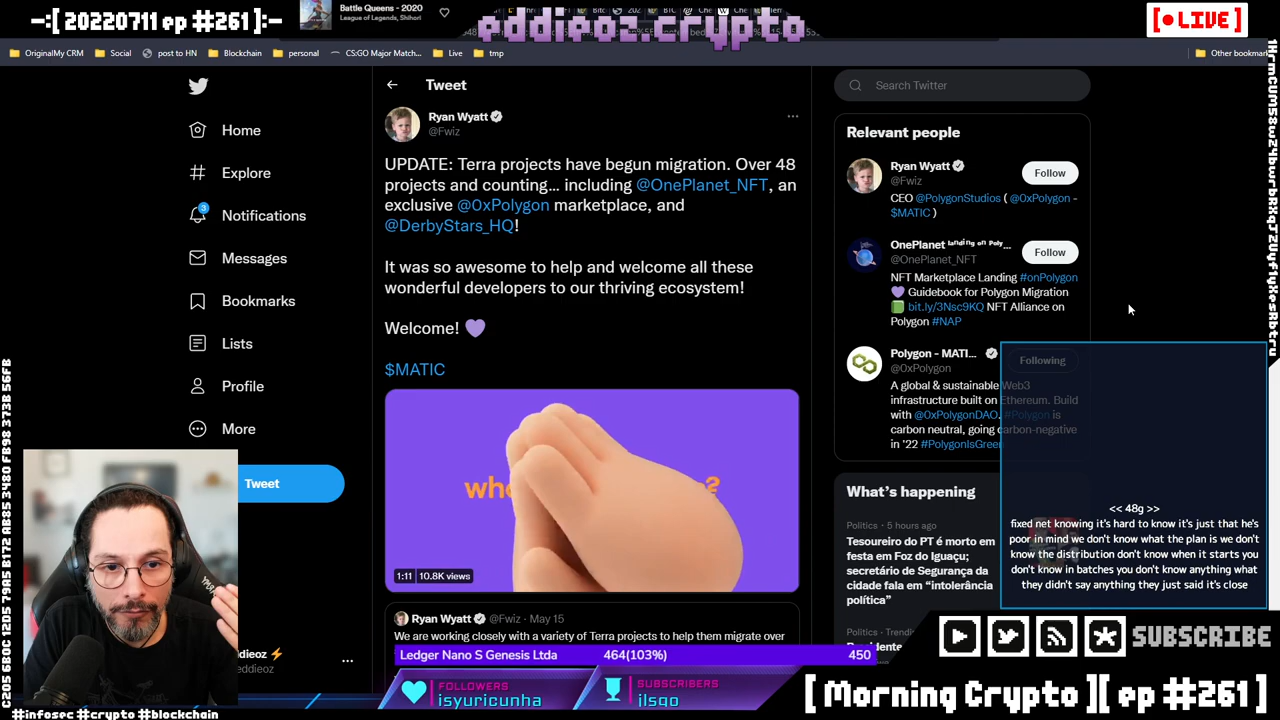 -:[ 20220711 ep #261 ]:-
Battle Queens - 2020
League of Legends, Shihori
eddieoz.crypto
[ LIVE ]
OriginalMy CRM
Social
post to HN
Blockchain
personal
CS:GO Major Match...
Live
tmp
Other bookmar
Home
Explore
3
Notifications
Messages
Bookmarks
Lists
Profile
More
Tweet
ddieoz ⚡
eddieoz
Tweet
Ryan Wyatt
@Fwiz
UPDATE: Terra projects have begun migration. Over 48
projects and counting... including @OnePlanet_NFT, an
exclusive @0xPolygon marketplace, and
@DerbyStars_HQ!
It was so awesome to help and welcome all these
wonderful developers to our thriving ecosystem!
Welcome! 💜
$MATIC
1:11 10.8K views
Ryan Wyatt @Fwiz · May 15
We are working closely with a variety of Terra projects to help them migrate over
Search Twitter
Relevant people
Ryan Wyatt
@Fwiz
Follow
CEO @PolygonStudios ( @0xPolygon -
$MATIC )
OnePlanet landing on Poly...
@OnePlanet_NFT
Follow
NFT Marketplace Landing #onPolygon
💜 Guidebook for Polygon Migration
📗 bit.ly/3Nsc9KQ NFT Alliance on
Polygon #NAP
Polygon - MATI...
@0xPolygon
Following
A global & sustainable Web3
infrastructure built on Ethereum. Build
with @0xPolygonDAO. #Polygon is
carbon neutral, going carbon-negative
in '22 #PolygonIsGreen
What's happening
Politics · 5 hours ago
Tesoureiro do PT é morto em
festa em Foz do Iguaçu;
secretário de Segurança da
cidade fala em "intolerância
política"
Politics · Trendi
<< 48g >>
fixed net knowing it's hard to know it's just that he's
poor in mind we don't know what the plan is we don't
know the distribution don't know when it starts you
don't know in batches you don't know anything what
they didn't say anything they just said it's close
Ledger Nano S Genesis Ltda 464(103%) 450
FOLLOWERS
isyuricunha
SUBSCRIBERS
ilsgo
SUBSCRIBE
[ Morning Crypto ][ ep #261 ]
#infosec #crypto #blockchain